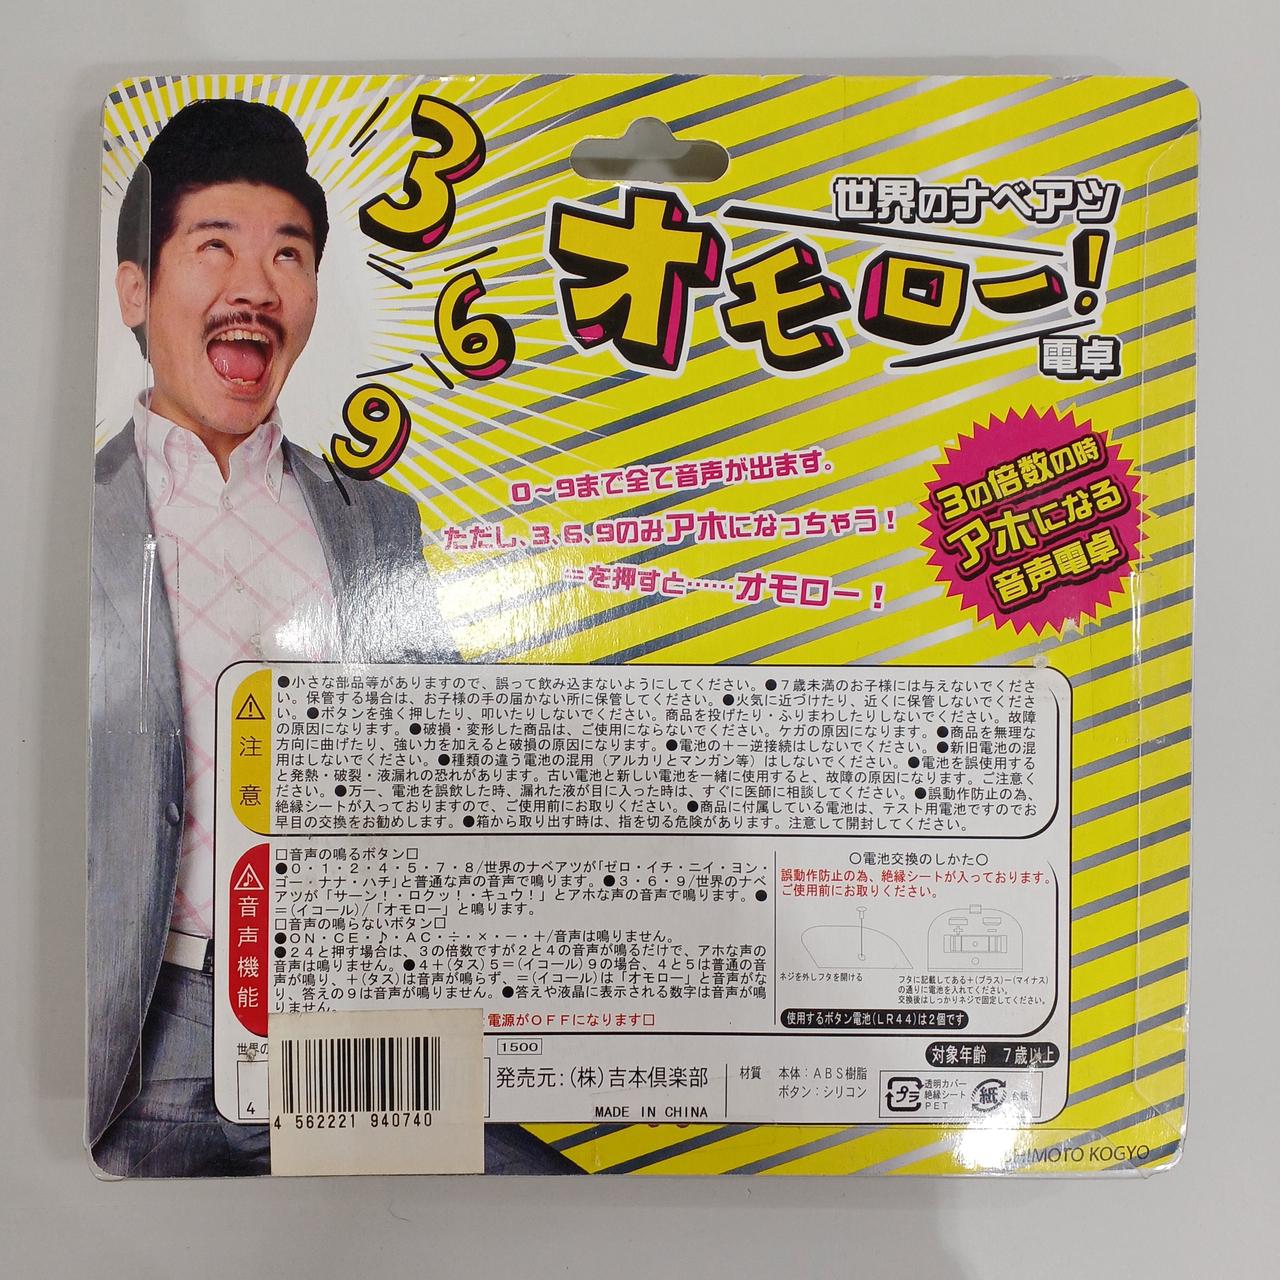 3
6
9
世界のナベアツ
オモロー!
電卓
0～9まで全て音声が出ます。
ただし、3、6、9のみアホになっちゃう!
=を押すと……オモロー!
3の倍数の時
アホになる
音声電卓
注意
●小さな部品等がありますので、誤って飲み込まないようにしてください。●7歳未満のお子様には与えないでくださ
い。保管する場合は、お子様の手の届かない所に保管してください。●火気に近づけたり、近くに保管しないでくださ
い。●ボタンを強く押したり、叩いたりしないでください。商品を投げたり・ふりまわしたりしないでください。故障
の原因になります。●破損・変形した商品は、ご使用にならないでください。ケガの原因になります。●商品を無理な
方向に曲げたり、強い力を加えると破損の原因になります。●電池の＋－逆接続はしないでください。●新旧電池の混
用はしないでください。●種類の違う電池の混用（アルカリとマンガン等）はしないでください。●電池を誤使用する
と発熱・破裂・液漏れの恐れがあります。古い電池と新しい電池を一緒に使用すると、故障の原因になります。ご注意く
ださい。●万一、電池を誤飲した時、漏れた液が目に入った時は、すぐに医師に相談してください。●誤動作防止の為、
絶縁シートが入っておりますので、ご使用前にお取りください。●商品に付属している電池は、テスト用電池ですのでお
早目の交換をお勧めします。●箱から取り出す時は、指を切る危険があります。注意して開封してください。
音声機能
□音声の鳴るボタン□
●0・1・2・4・5・7・8/世界のナベアツが「ゼロ・イチ・ニイ・ヨン・
ゴー・ナナ・ハチ」と普通な声の音声で鳴ります。●3・6・9/世界のナベ
アツが「サーン!・ロクッ!・キュウ!」とアホな声の音声で鳴ります。●
＝(イコール)/「オモロー」と鳴ります。
□音声の鳴らないボタン□
●ON・CE・♪・AC・÷・×・－・＋/音声は鳴りません。
●24と押す場合は、3の倍数ですが2と4の音声が鳴るだけで、アホな声の
音声は鳴りません。●4＋(タス)5＝(イコール)9の場合、4と5は普通の音
声が鳴り、＋(タス)は音声が鳴らず、＝(イコール)は「オモロー」と音声がな
り、答えの9は音声が鳴りません。●答えや液晶に表示される数字は音声が鳴
りません。
電源がOFFになります□
○電池交換のしかた○
誤動作防止の為、絶縁シートが入っております。
ご使用前にお取りください。
ネジを外しフタを開ける
フタに記載してある＋(プラス)－(マイナス)
の通りに電池を入れてください。
交換後はしっかりネジで固定してください。
使用するボタン電池(LR44)は2個です
世界の
4
4 562221 940740
1500
発売元:(株)吉本倶楽部
MADE IN CHINA
対象年齢 7歳以上
材質 本体：ABS樹脂
ボタン：シリコン
プラ
透明カバー
絶縁シート
PET
紙
台紙
SHIMOTO KOGYO